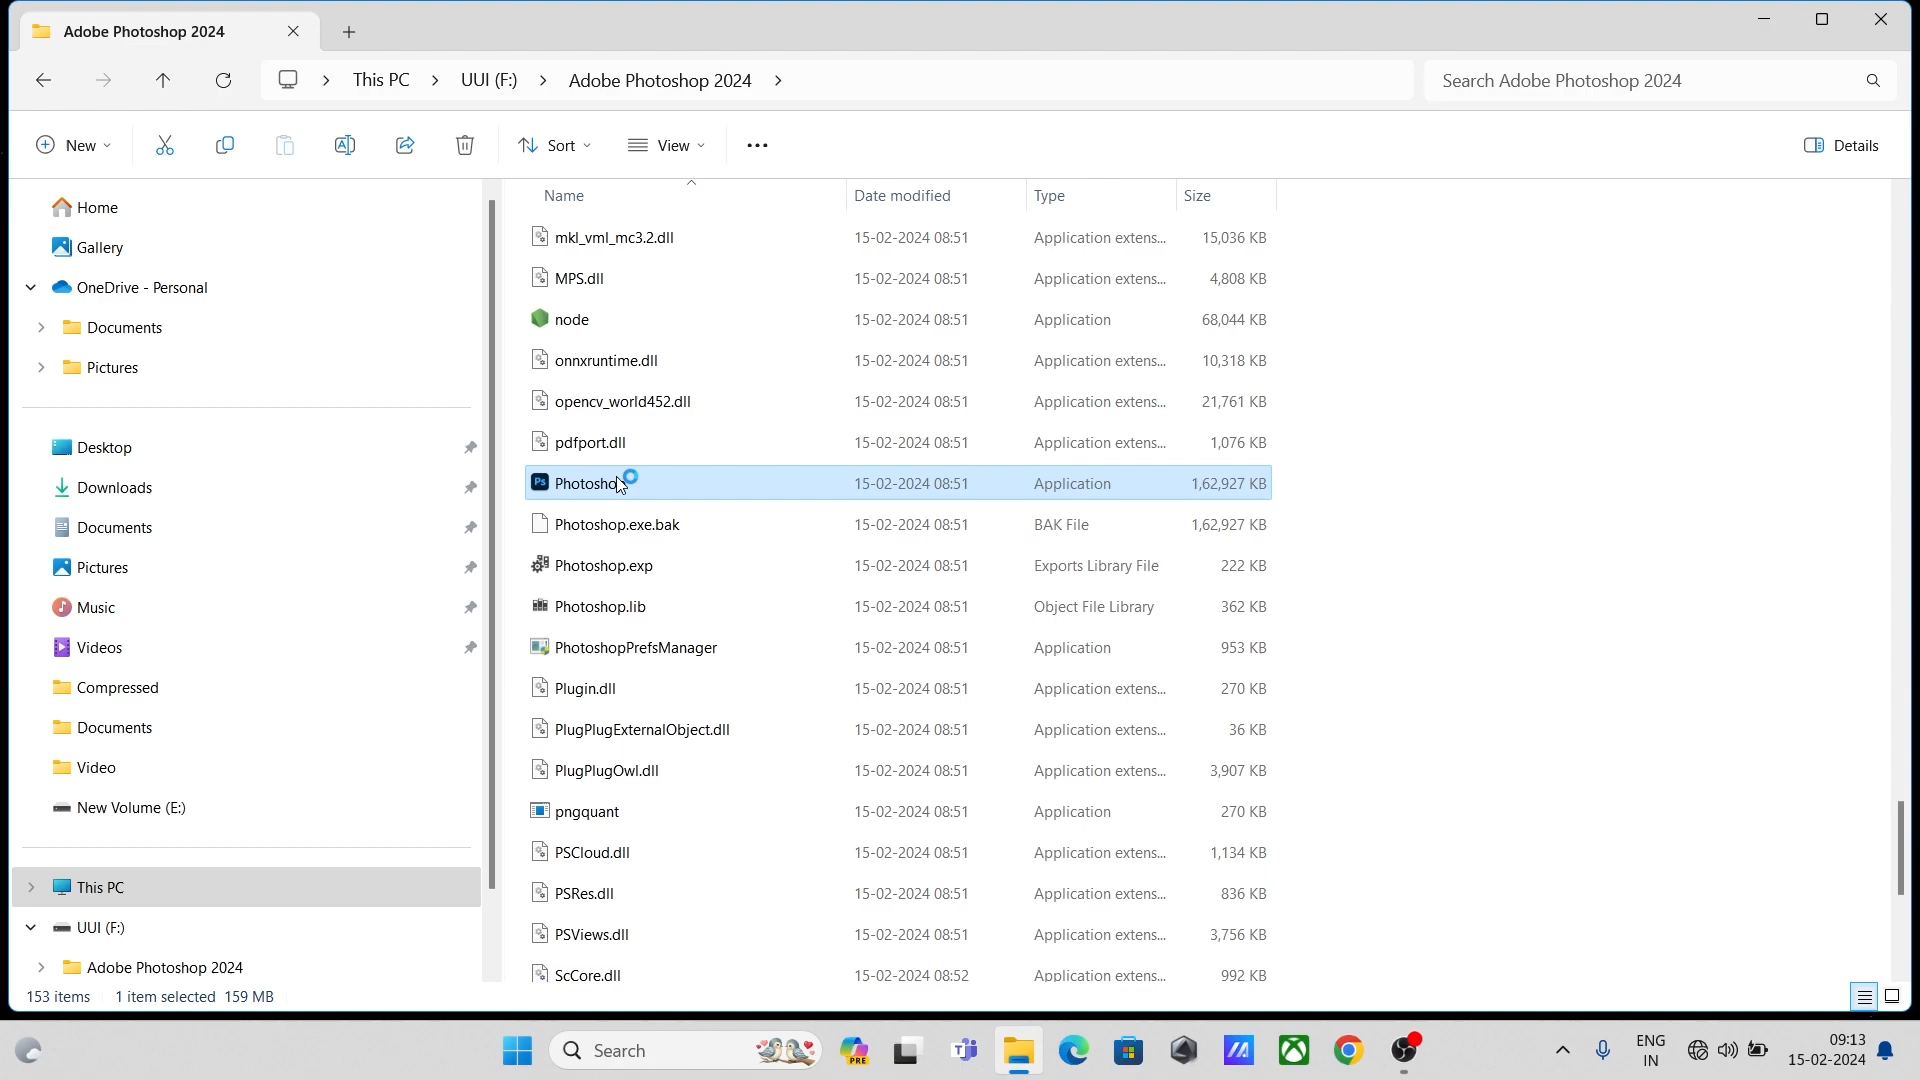 Adobe Photoshop 2024
This PC > UUI (F:) > Adobe Photoshop 2024 >
Search Adobe Photoshop 2024
New
Sort
View
Details
Home
Gallery
OneDrive - Personal
Documents
Pictures
Desktop
Downloads
Documents
Pictures
Music
Videos
Compressed
Documents
Video
New Volume (E:)
This PC
UUI (F:)
Adobe Photoshop 2024
Name Date modified Type Size
mkl_vml_mc3.2.dll 15-02-2024 08:51 Application extens... 15,036 KB
MPS.dll 15-02-2024 08:51 Application extens... 4,808 KB
node 15-02-2024 08:51 Application 68,044 KB
onnxruntime.dll 15-02-2024 08:51 Application extens... 10,318 KB
opencv_world452.dll 15-02-2024 08:51 Application extens... 21,761 KB
pdfport.dll 15-02-2024 08:51 Application extens... 1,076 KB
Ps Photoshop 15-02-2024 08:51 Application 1,62,927 KB
Photoshop.exe.bak 15-02-2024 08:51 BAK File 1,62,927 KB
Photoshop.exp 15-02-2024 08:51 Exports Library File 222 KB
Photoshop.lib 15-02-2024 08:51 Object File Library 362 KB
PhotoshopPrefsManager 15-02-2024 08:51 Application 953 KB
Plugin.dll 15-02-2024 08:51 Application extens... 270 KB
PlugPlugExternalObject.dll 15-02-2024 08:51 Application extens... 36 KB
PlugPlugOwl.dll 15-02-2024 08:51 Application extens... 3,907 KB
pngquant 15-02-2024 08:51 Application 270 KB
PSCloud.dll 15-02-2024 08:51 Application extens... 1,134 KB
PSRes.dll 15-02-2024 08:51 Application extens... 836 KB
PSViews.dll 15-02-2024 08:51 Application extens... 3,756 KB
ScCore.dll 15-02-2024 08:52 Application extens... 992 KB
153 items 1 item selected 159 MB
Search
PRE
ENG
IN
09:13
15-02-2024